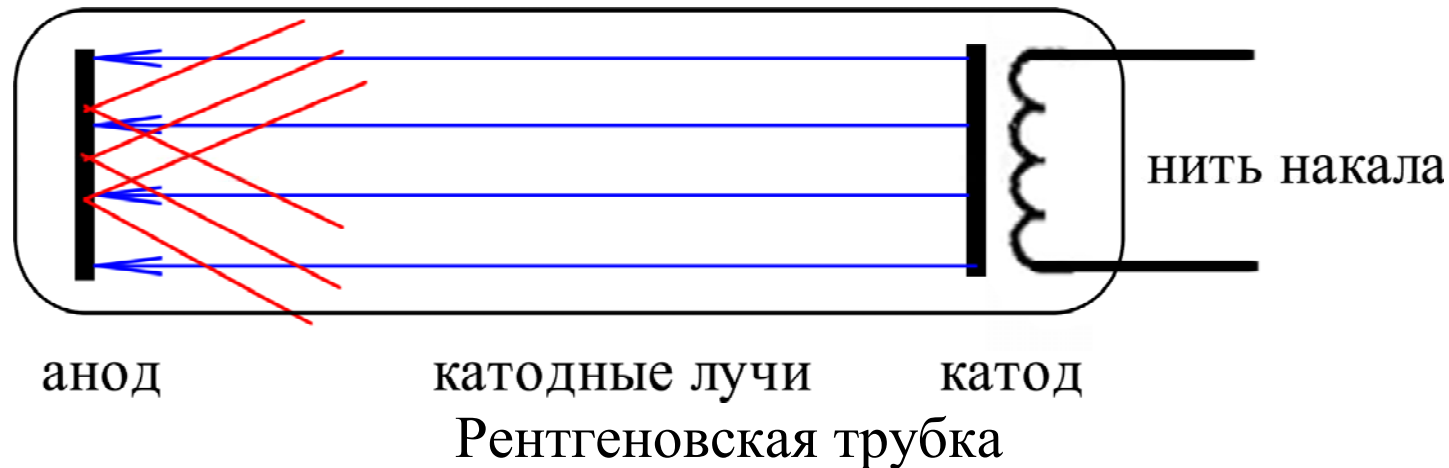 нить накала
анод катодные лучи катод
Рентгеновская трубка